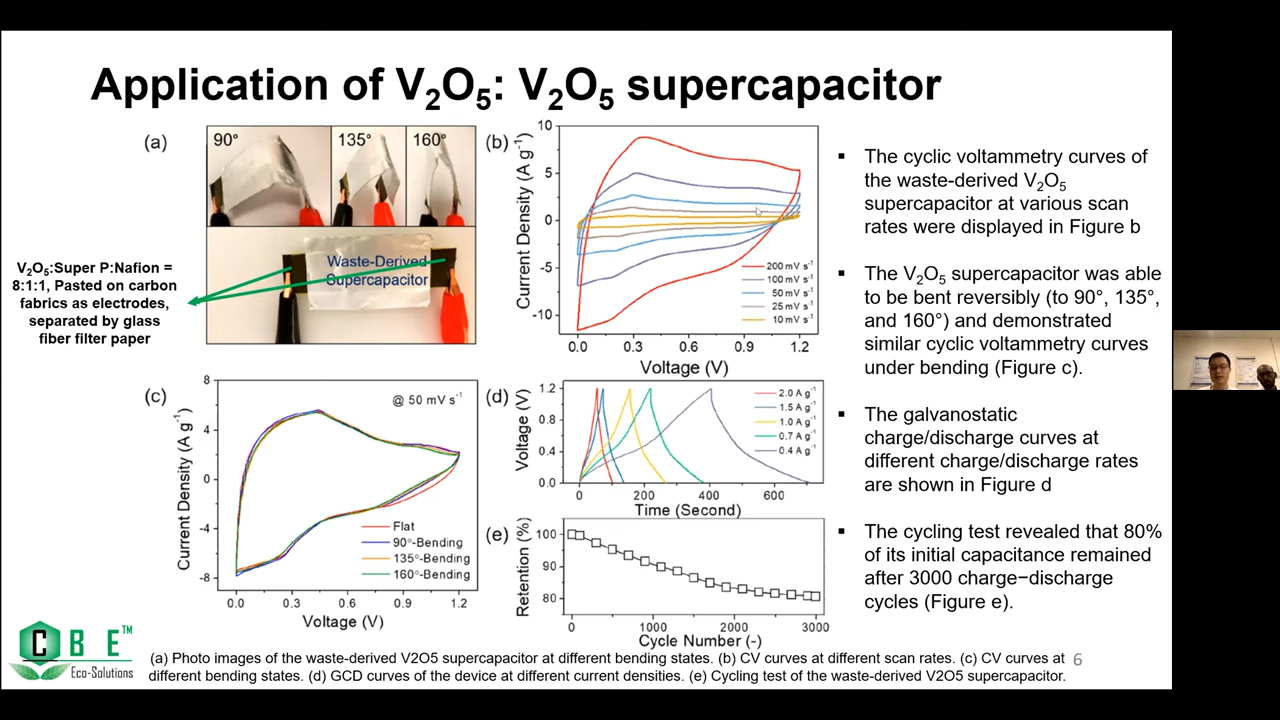 Application of V₂O₅: V₂O₅ supercapacitor
(a)
90°
135°
160°
Waste-Derived
Supercapacitor
V₂O₅:Super P:Nafion =
8:1:1, Pasted on carbon
fabrics as electrodes,
separated by glass
fiber filter paper
(b)
Current Density (A g⁻¹)
10
5
0
-5
-10
200 mV s⁻¹
100 mV s⁻¹
50 mV s⁻¹
25 mV s⁻¹
10 mV s⁻¹
0.0 0.3 0.6 0.9 1.2
Voltage (V)
(c)
Current Density (A g⁻¹)
8
4
0
-4
-8
@ 50 mV s⁻¹
Flat
90°-Bending
135°-Bending
160°-Bending
0.0 0.3 0.6 0.9 1.2
Voltage (V)
(d)
Voltage (V)
1.2
0.8
0.4
0.0
2.0 A g⁻¹
1.5 A g⁻¹
1.0 A g⁻¹
0.7 A g⁻¹
0.4 A g⁻¹
0 200 400 600
Time (Second)
(e)
Retention (%)
100
90
80
0 1000 2000 3000
Cycle Number (-)
▪ The cyclic voltammetry curves of
the waste-derived V₂O₅
supercapacitor at various scan
rates were displayed in Figure b
▪ The V₂O₅ supercapacitor was able
to be bent reversibly (to 90°, 135°,
and 160°) and demonstrated
similar cyclic voltammetry curves
under bending (Figure c).
▪ The galvanostatic
charge/discharge curves at
different charge/discharge rates
are shown in Figure d
▪ The cycling test revealed that 80%
of its initial capacitance remained
after 3000 charge−discharge
cycles (Figure e).
C B E™
Eco-Solutions
(a) Photo images of the waste-derived V2O5 supercapacitor at different bending states. (b) CV curves at different scan rates. (c) CV curves at
different bending states. (d) GCD curves of the device at different current densities. (e) Cycling test of the waste-derived V2O5 supercapacitor.
6